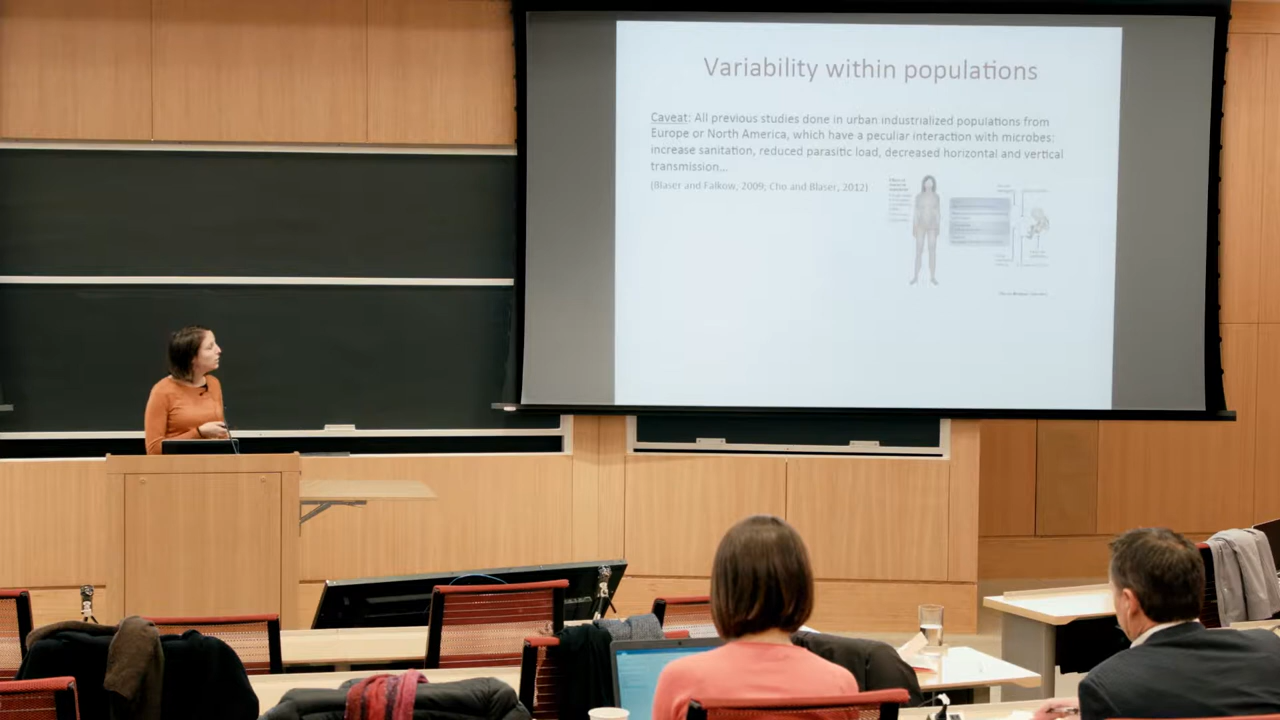 Variability within populations
Caveat: All previous studies done in urban industrialized populations from
Europe or North America, which have a peculiar interaction with microbes:
increase sanitation, reduced parasitic load, decreased horizontal and vertical
transmission...
(Blaser and Falkow, 2009; Cho and Blaser, 2012)